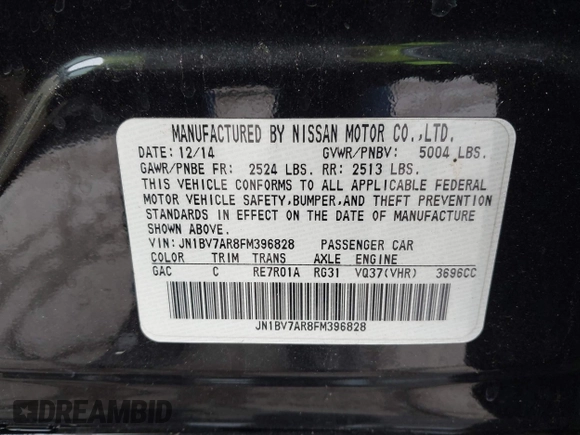 MANUFACTURED BY NISSAN MOTOR CO.,LTD.
DATE: 12/14 GVWR/PNBV: 5004 LBS.
GAWR/PNBE FR: 2524 LBS. RR: 2513 LBS.
THIS VEHICLE CONFORMS TO ALL APPLICABLE FEDERAL
MOTOR VEHICLE SAFETY,BUMPER,AND THEFT PREVENTION
STANDARDS IN EFFECT ON THE DATE OF MANUFACTURE
SHOWN ABOVE.
VIN: JN1BV7AR8FM396828 PASSENGER CAR
COLOR TRIM TRANS AXLE ENGINE
GAC C RE7R01A RG31 VQ37(VHR) 3696CC
JN1BV7AR8FM396828
DREAMBID